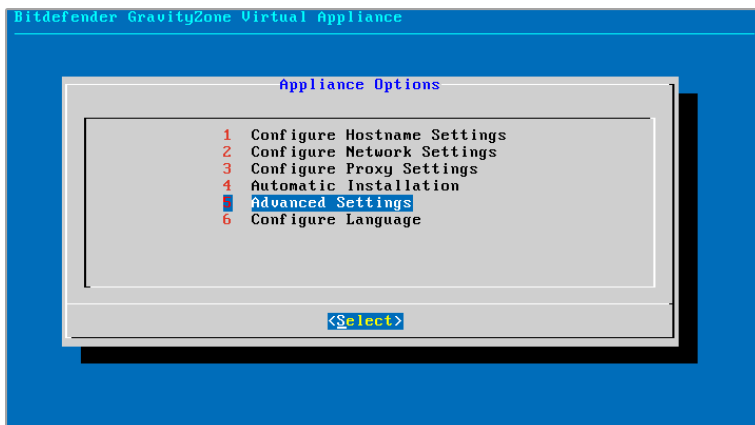 Bitdefender GravityZone Virtual Appliance
Appliance Options
1 Configure Hostname Settings
2 Configure Network Settings
3 Configure Proxy Settings
4 Automatic Installation
5 Advanced Settings
6 Configure Language
<Select>